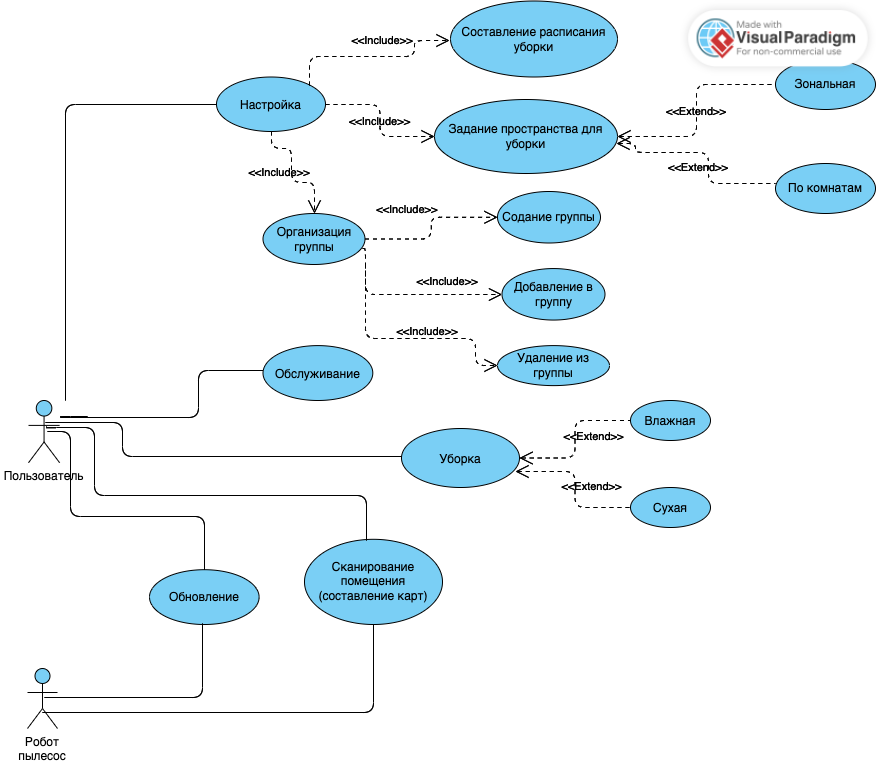 Made with
VisualParadigm
For non-commercial use
<<Include>>
Составление расписания
уборки
Зональная
Настройка
<<Include>>
Задание пространства для
уборки
<<Extend>>
<<Extend>>
<<Include>>
По комнатам
Организация
группы
<<Include>>
Содание группы
<<Include>>
Добавление в
группу
<<Include>>
Удаление из
группы
Обслуживание
Влажная
<<Extend>>
Уборка
Пользователь
<<Extend>>
Сухая
Обновление
Сканирование
помещения
(составление карт)
Робот
пылесос